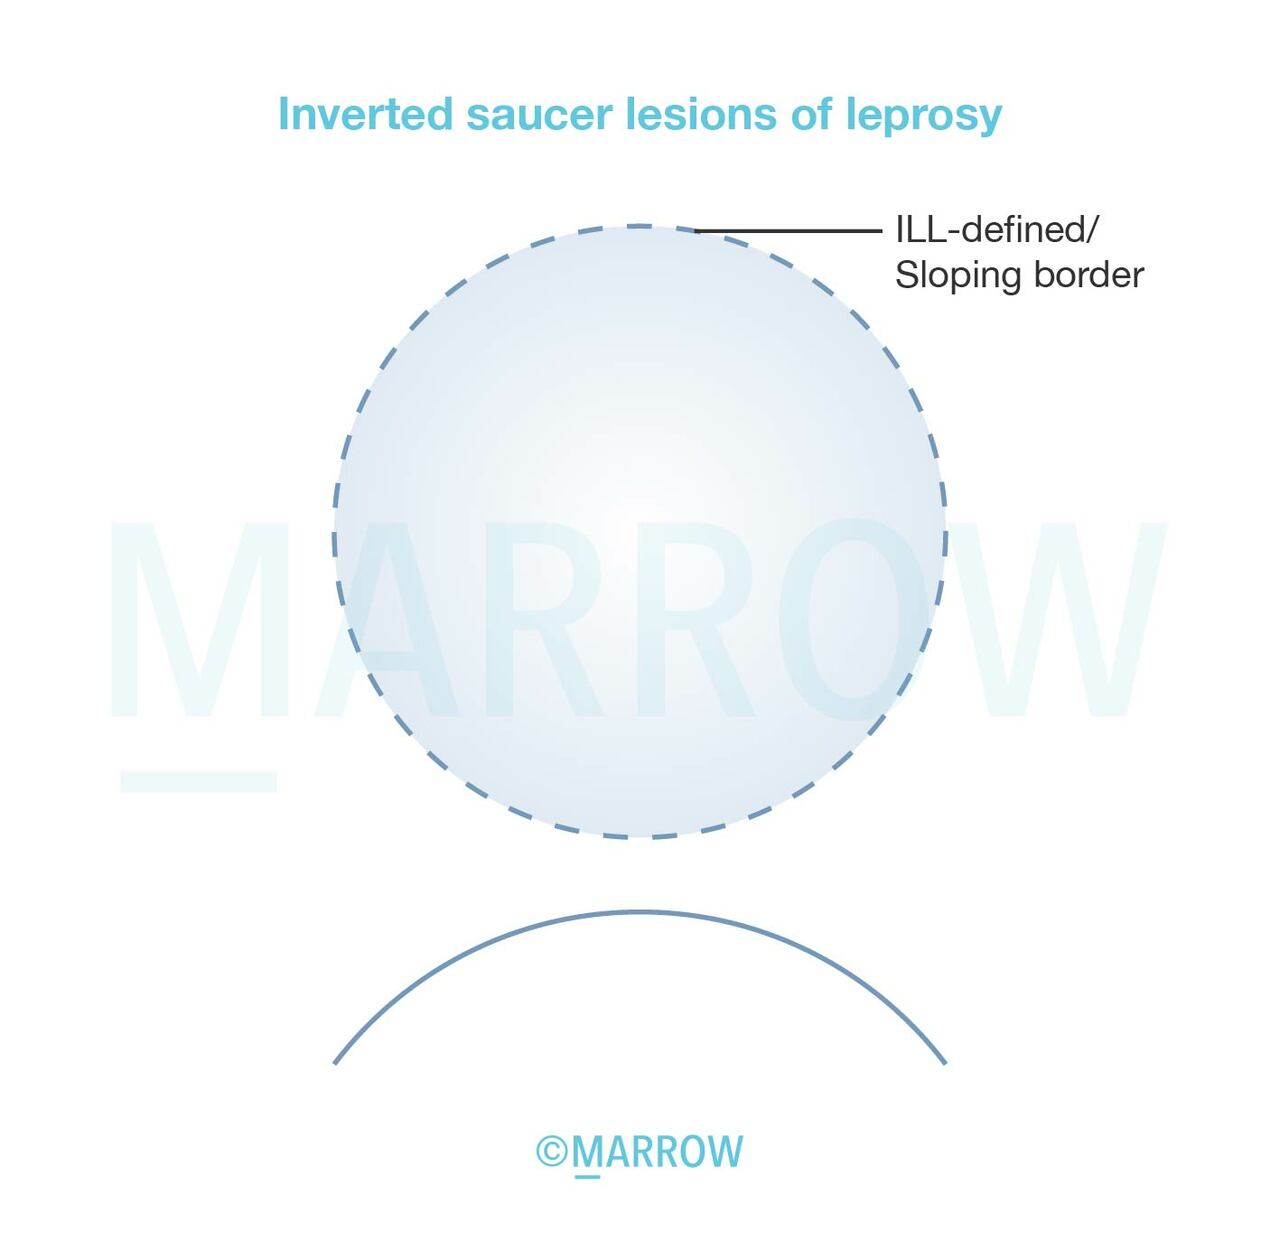 Inverted saucer lesions of leprosy
ILL-defined/
Sloping border
MARROW
©MARROW